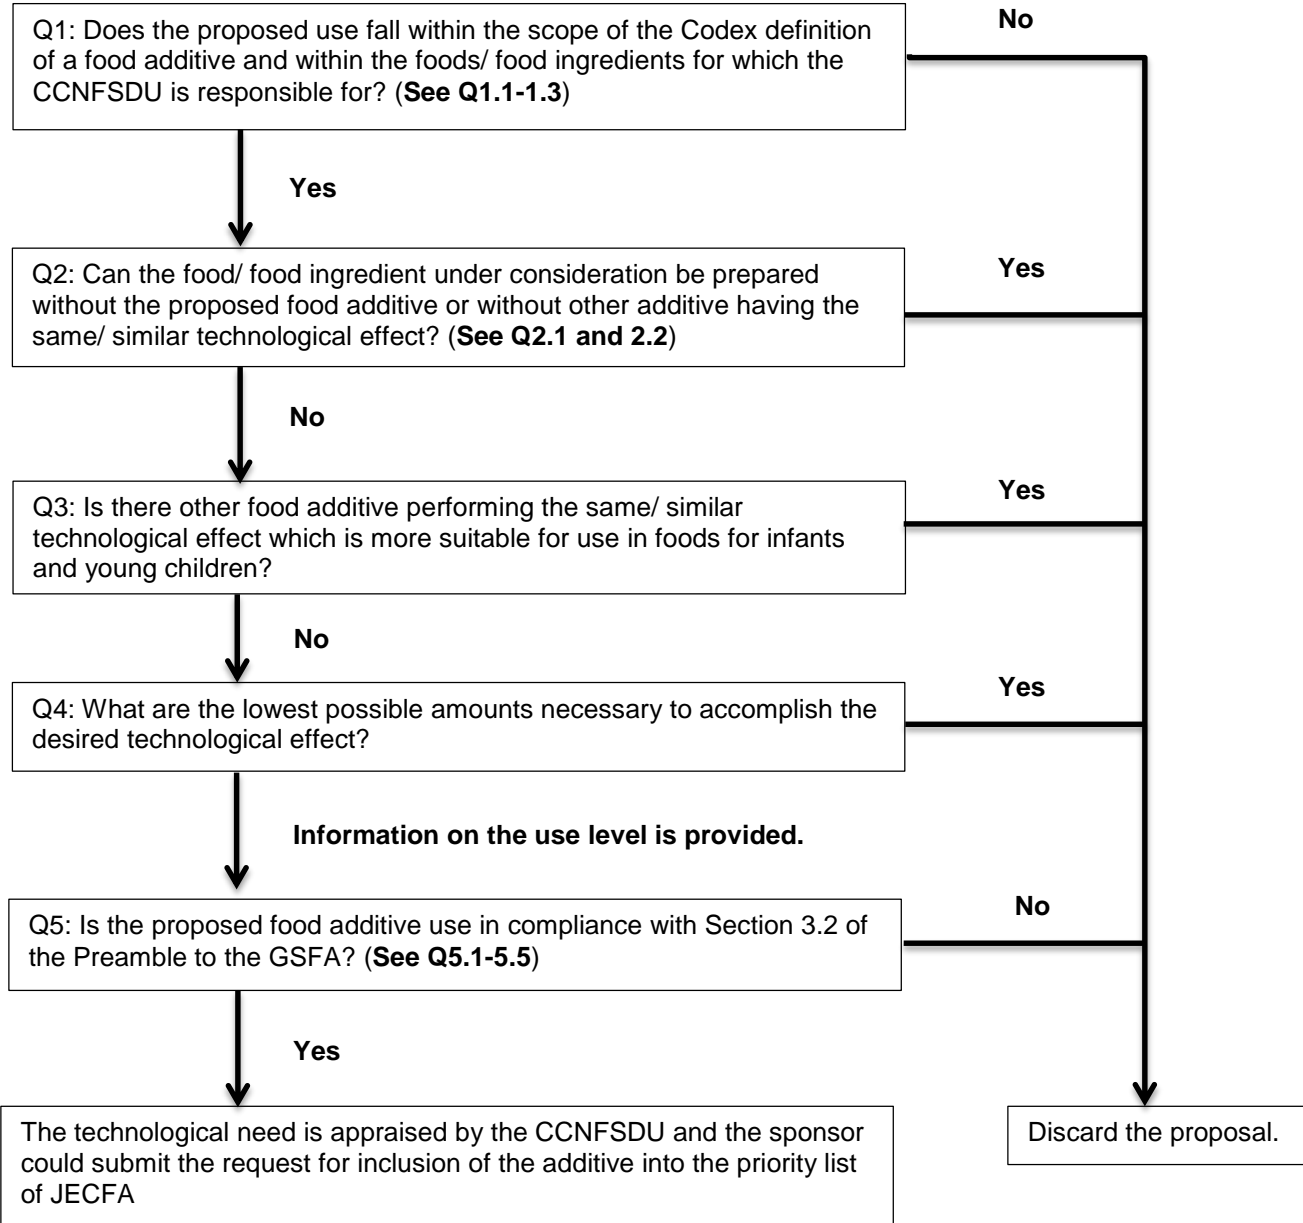 Q1: Does the proposed use fall within the scope of the Codex definition
of a food additive and within the foods/ food ingredients for which the
CCNFSDU is responsible for? (See Q1.1-1.3)
No
Yes
Q2: Can the food/ food ingredient under consideration be prepared
without the proposed food additive or without other additive having the
same/ similar technological effect? (See Q2.1 and 2.2)
Yes
No
Q3: Is there other food additive performing the same/ similar
technological effect which is more suitable for use in foods for infants
and young children?
Yes
No
Q4: What are the lowest possible amounts necessary to accomplish the
desired technological effect?
Yes
Information on the use level is provided.
Q5: Is the proposed food additive use in compliance with Section 3.2 of
the Preamble to the GSFA? (See Q5.1-5.5)
No
Yes
The technological need is appraised by the CCNFSDU and the sponsor
could submit the request for inclusion of the additive into the priority list
of JECFA
Discard the proposal.